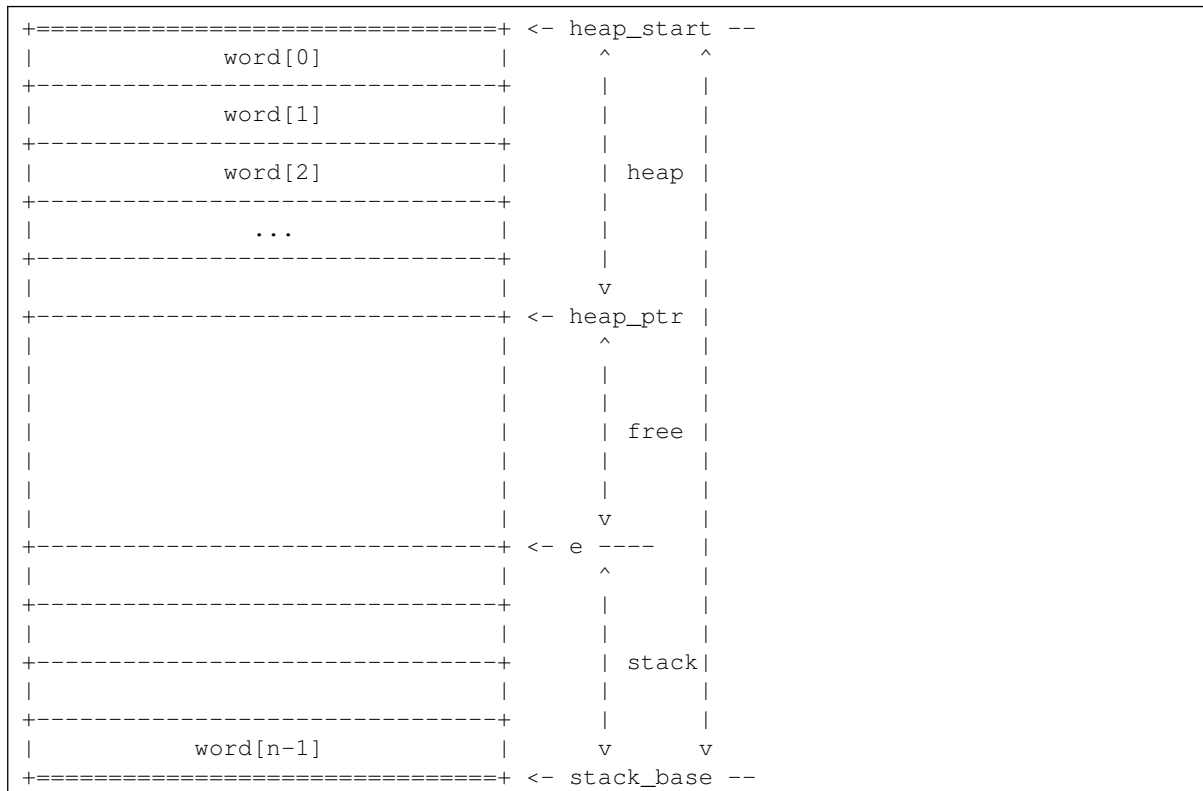 +================================+ <- heap_start --
|             word[0]            |      ^      ^
+--------------------------------+      |      |
|             word[1]            |      |      |
+--------------------------------+      |      |
|             word[2]            |      | heap |
+--------------------------------+      |      |
|               ...              |      |      |
+--------------------------------+      |      |
|                                |      v      |
+--------------------------------+ <- heap_ptr |
|                                |      ^      |
|                                |      |      |
|                                |      |      |
|                                |      | free |
|                                |      |      |
|                                |      |      |
|                                |      v      |
+--------------------------------+ <- e ----   |
|                                |      ^      |
+--------------------------------+      |      |
|                                |      |      |
+--------------------------------+      | stack|
|                                |      |      |
+--------------------------------+      |      |
|           word[n-1]            |      v      v
+================================+ <- stack_base --